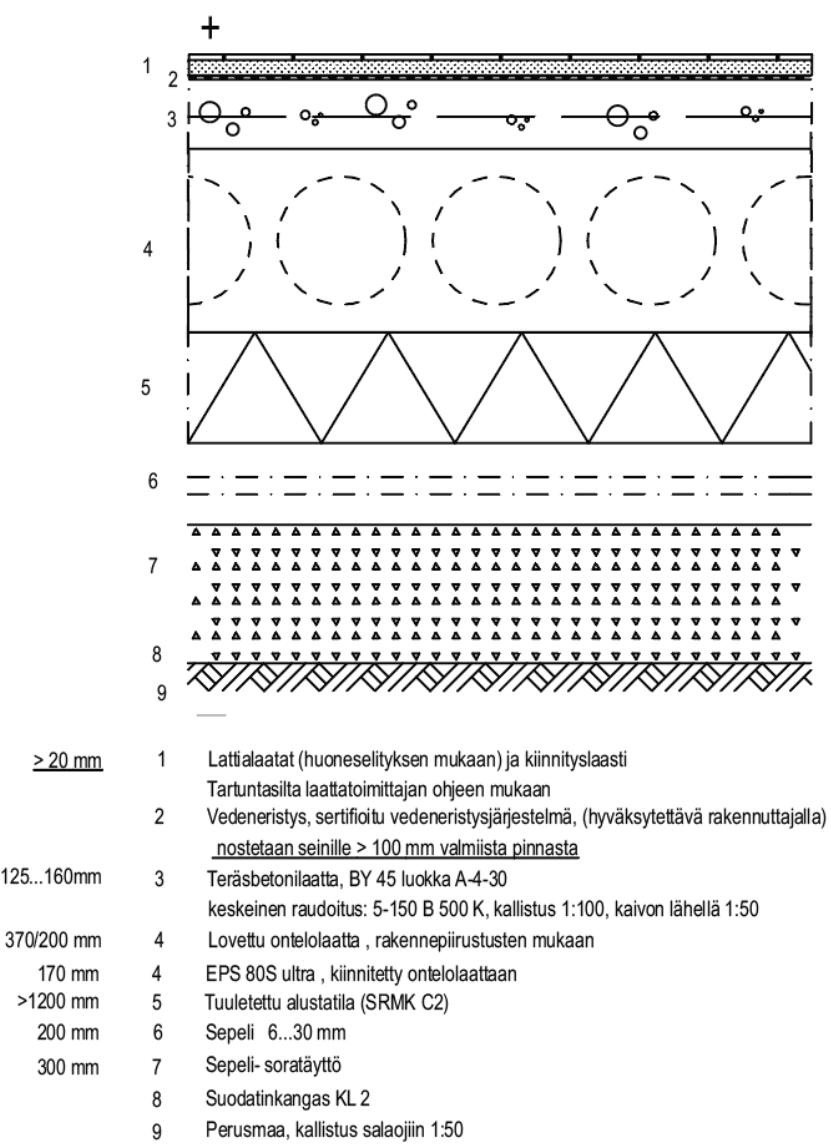 +
1
2
3
4
5
6
7
8
9
> 20 mm 1 Lattialaatat (huoneselityksen mukaan) ja kiinnityslaasti
Tartuntasilta laattatoimittajan ohjeen mukaan
2 Vedeneristys, sertifioitu vedeneristysjärjestelmä, (hyväksytettävä rakennuttajalla)
nostetaan seinille > 100 mm valmiista pinnasta
125...160mm 3 Teräsbetonilaatta, BY 45 luokka A-4-30
keskeinen raudoitus: 5-150 B 500 K, kallistus 1:100, kaivon lähellä 1:50
370/200 mm 4 Lovettu ontelolaatta , rakennepiirustusten mukaan
170 mm 4 EPS 80S ultra , kiinnitetty ontelolaattaan
>1200 mm 5 Tuuletettu alustatila (SRMK C2)
200 mm 6 Sepeli 6...30 mm
300 mm 7 Sepeli- soratäyttö
8 Suodatinkangas KL 2
9 Perusmaa, kallistus salaojiin 1:50